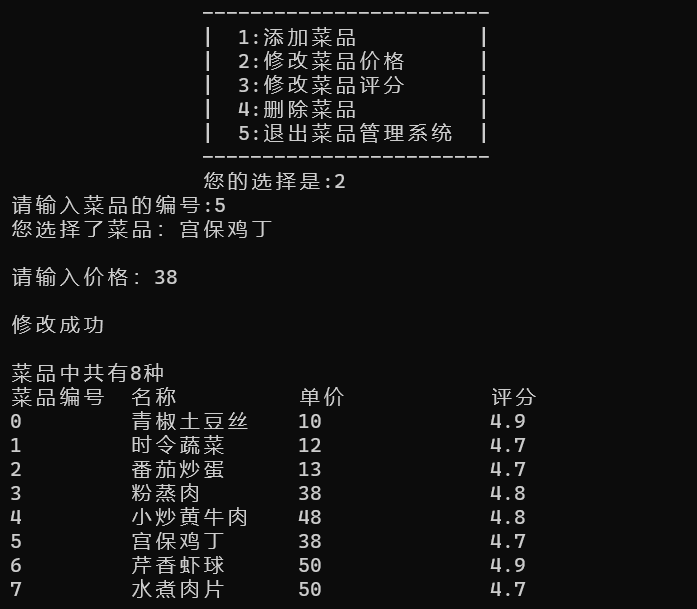 ------------------------
|  1:添加菜品          |
|  2:修改菜品价格      |
|  3:修改菜品评分      |
|  4:删除菜品          |
|  5:退出菜品管理系统  |
------------------------
您的选择是:2
请输入菜品的编号:5
您选择了菜品: 宫保鸡丁
请输入价格: 38
修改成功
菜品中共有8种
菜品编号 名称 单价 评分
0 青椒土豆丝 10 4.9
1 时令蔬菜 12 4.7
2 番茄炒蛋 13 4.7
3 粉蒸肉 38 4.8
4 小炒黄牛肉 48 4.8
5 宫保鸡丁 38 4.7
6 芹香虾球 50 4.9
7 水煮肉片 50 4.7